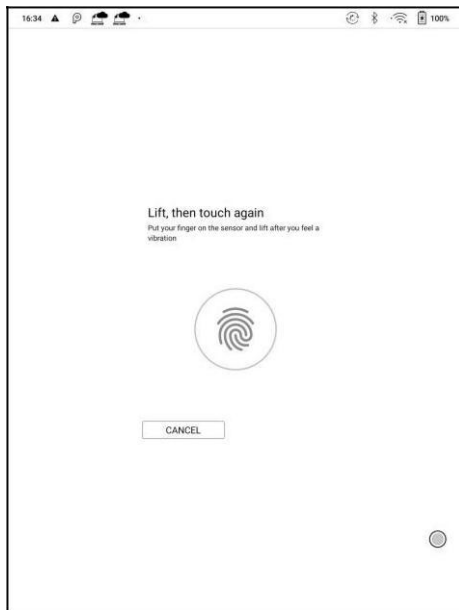 16:34 100%
Lift, then touch again
Put your finger on the sensor and lift after you feel a
vibration
CANCEL